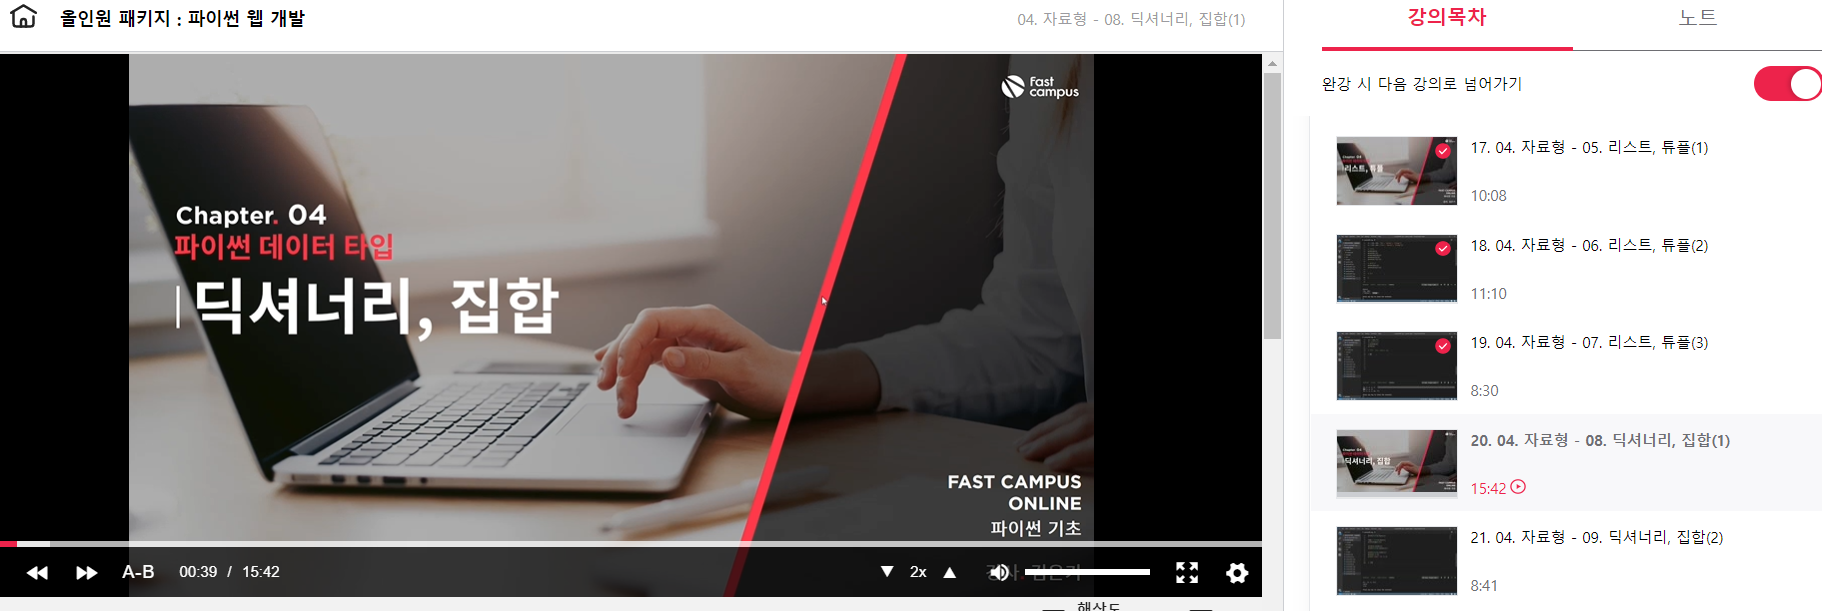 올인원 패키지 : 파이썬 웹 개발
04. 자료형 - 08. 딕셔너리, 집합(1)
Fast campus
Chapter. 04
파이썬 데이터 타입
딕셔너리, 집합
FAST CAMPUS
ONLINE
파이썬 기초
A-B
00:39 / 15:42
2x
해상도
강의목차
노트
완강 시 다음 강의로 넘어가기
17. 04. 자료형 - 05. 리스트, 튜플(1)
10:08
18. 04. 자료형 - 06. 리스트, 튜플(2)
11:10
19. 04. 자료형 - 07. 리스트, 튜플(3)
8:30
20. 04. 자료형 - 08. 딕셔너리, 집합(1)
15:42
21. 04. 자료형 - 09. 딕셔너리, 집합(2)
8:41